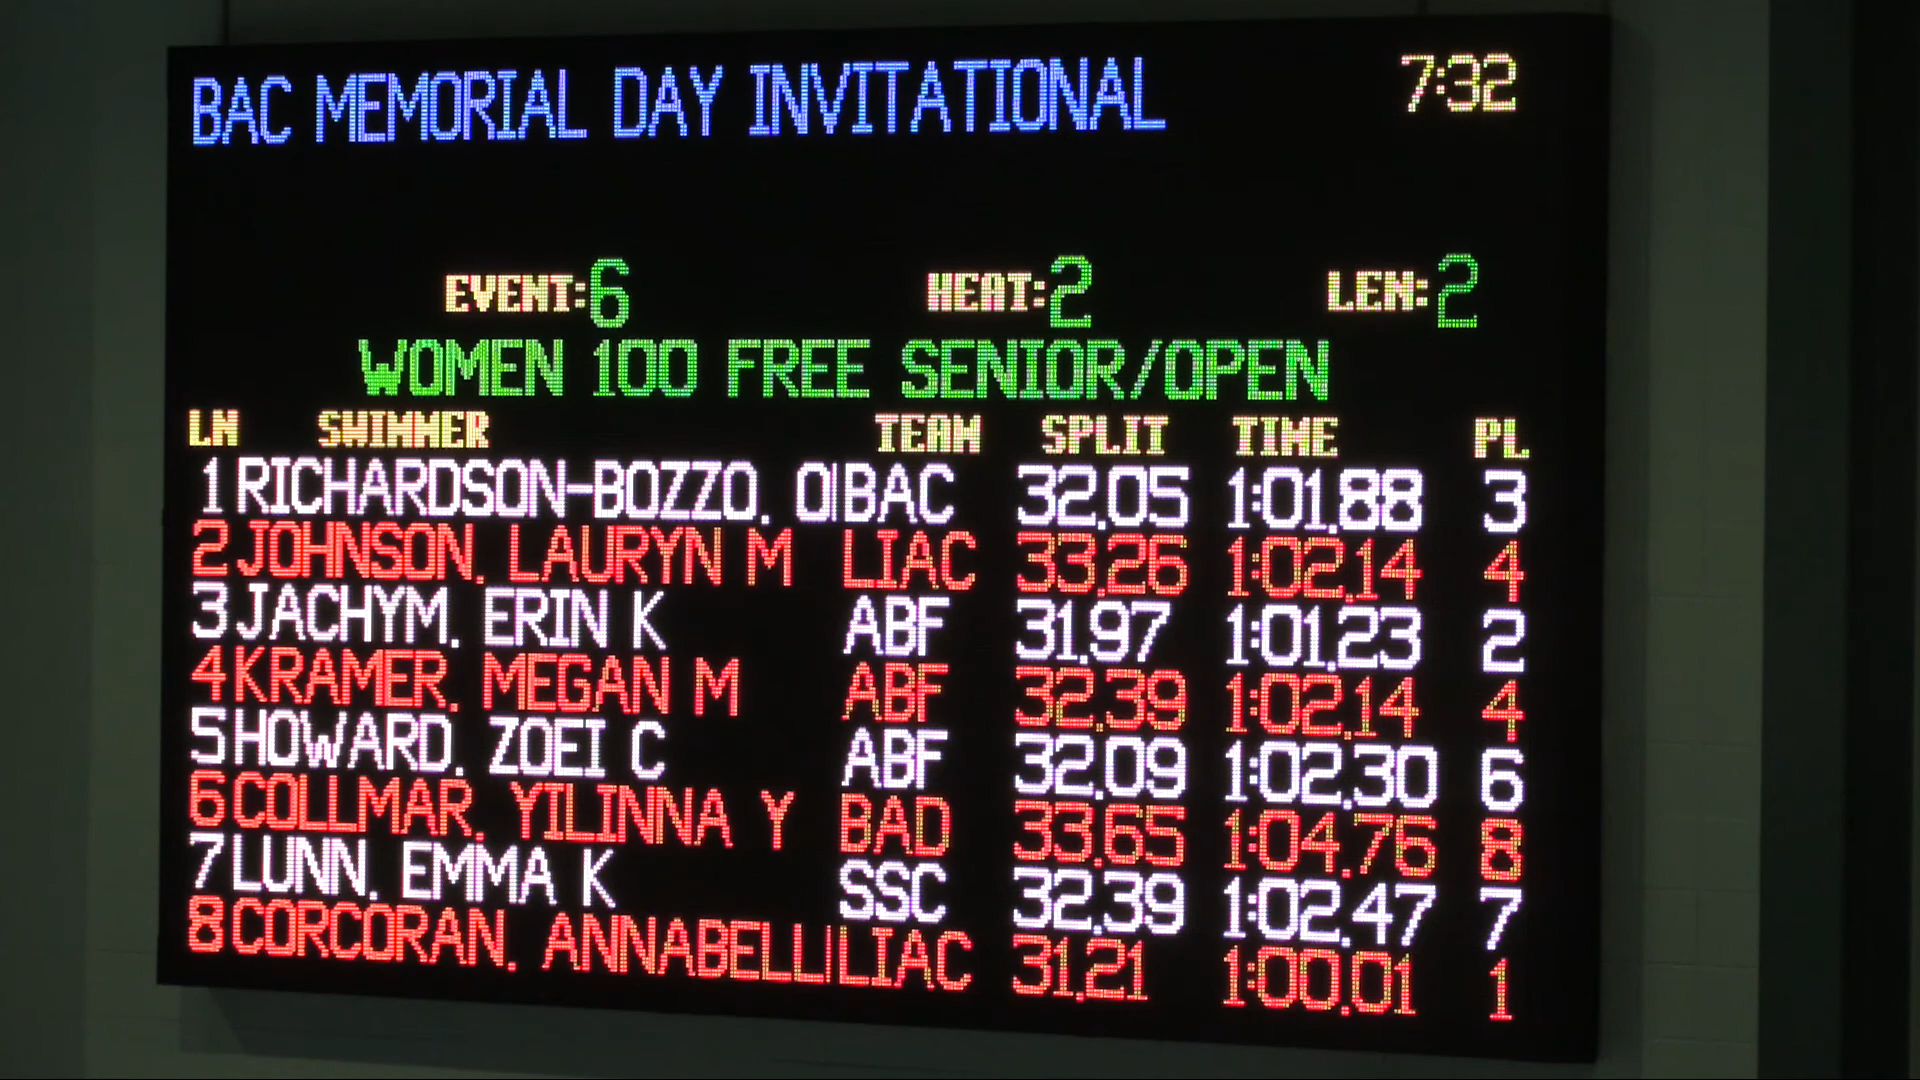 BAC MEMORIAL DAY INVITATIONAL 7:32
EVENT:6 HEAT:2 LEN:2
WOMEN 100 FREE SENIOR/OPEN
LN SWIMMER TEAM SPLIT TIME PL
1 RICHARDSON-BOZZO, O BAC 32.05 1:01.88 3
2 JOHNSON, LAURYN M LIAC 33.26 1:02.14 4
3 JACHYM, ERIN K ABF 31.97 1:01.23 2
4 KRAMER, MEGAN M ABF 32.39 1:02.14 4
5 HOWARD, ZOEI C ABF 32.09 1:02.30 6
6 COLLMAR, YILINNA Y BAD 33.65 1:04.76 8
7 LUNN, EMMA K SSC 32.39 1:02.47 7
8 CORCORAN, ANNABELL LIAC 31.21 1:00.01 1